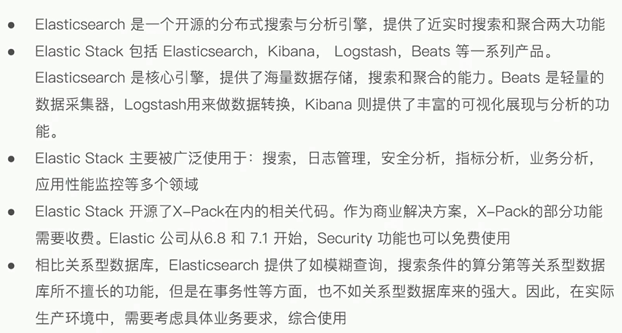 ● Elasticsearch 是一个开源的分布式搜索与分析引擎，提供了近实时搜索和聚合两大功能
● Elastic Stack 包括 Elasticsearch，Kibana， Logstash，Beats 等一系列产品。
Elasticsearch 是核心引擎，提供了海量数据存储，搜索和聚合的能力。Beats 是轻量的
数据采集器，Logstash用来做数据转换，Kibana 则提供了丰富的可视化展现与分析的功
能。
● Elastic Stack 主要被广泛使用于：搜索，日志管理，安全分析，指标分析，业务分析，
应用性能监控等多个领域
● Elastic Stack 开源了X-Pack在内的相关代码。作为商业解决方案，X-Pack的部分功能
需要收费。Elastic 公司从6.8 和 7.1 开始，Security 功能也可以免费使用
● 相比关系型数据库，Elasticsearch 提供了如模糊查询，搜索条件的算分第等关系型数据
库所不擅长的功能，但是在事务性等方面，也不如关系型数据库来的强大。因此，在实际
生产环境中，需要考虑具体业务要求，综合使用